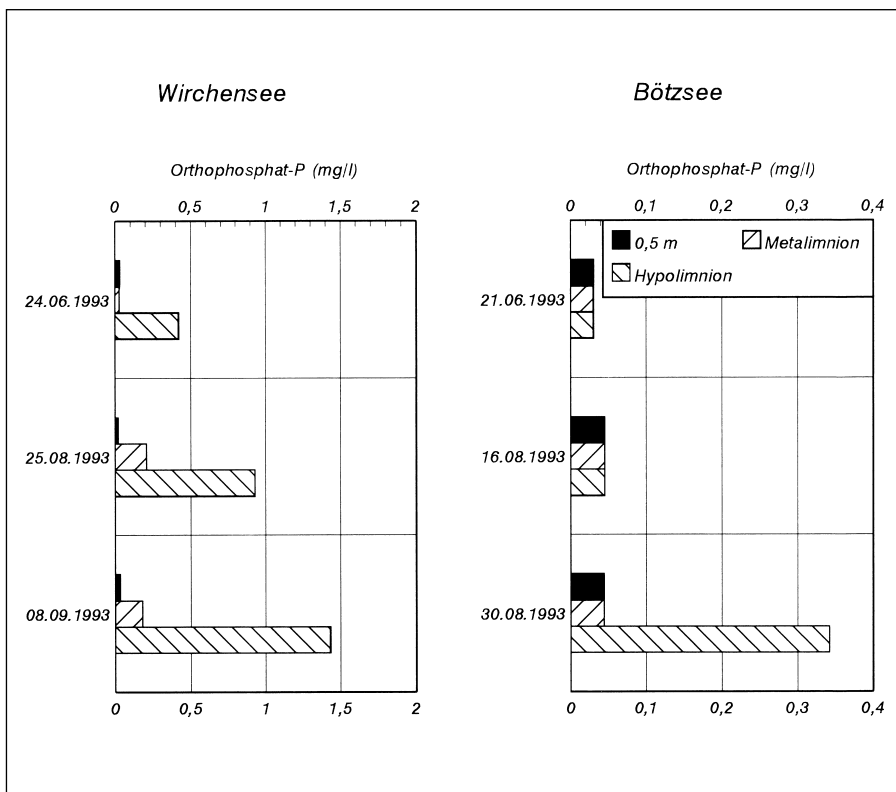 Wirchensee
Orthophosphat-P (mg/l)
0 0,5 1 1,5 2
24.06.1993
25.08.1993
08.09.1993
0 0,5 1 1,5 2
Bötzsee
Orthophosphat-P (mg/l)
0 0,1 0,2 0,3 0,4
0,5 m Metalimnion
Hypolimnion
21.06.1993
16.08.1993
30.08.1993
0 0,1 0,2 0,3 0,4